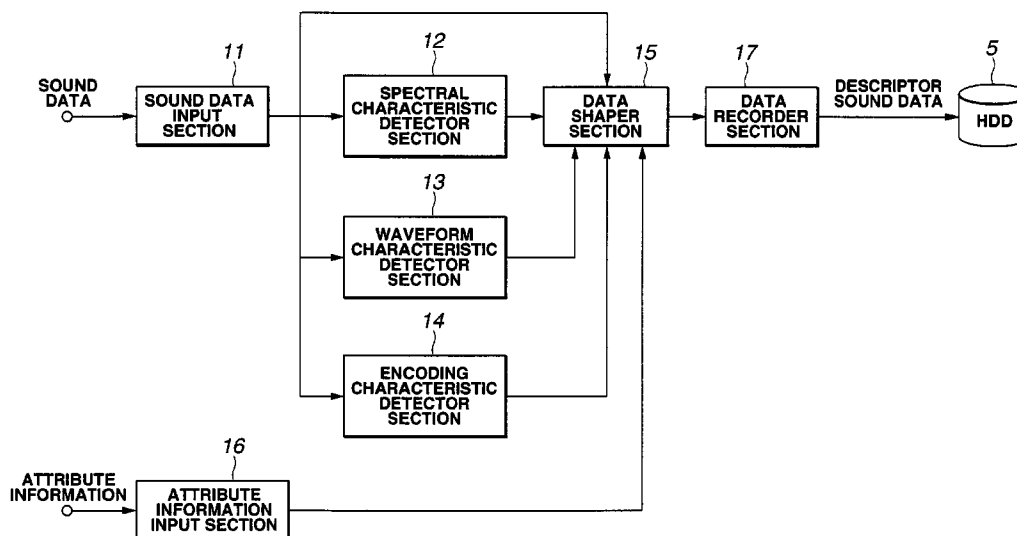 SOUND
DATA
11
SOUND DATA
INPUT
SECTION
12
SPECTRAL
CHARACTERISTIC
DETECTOR
SECTION
13
WAVEFORM
CHARACTERISTIC
DETECTOR
SECTION
14
ENCODING
CHARACTERISTIC
DETECTOR
SECTION
15
DATA
SHAPER
SECTION
17
DATA
RECORDER
SECTION
DESCRIPTOR
SOUND DATA
5
HDD
ATTRIBUTE
INFORMATION
16
ATTRIBUTE
INFORMATION
INPUT SECTION